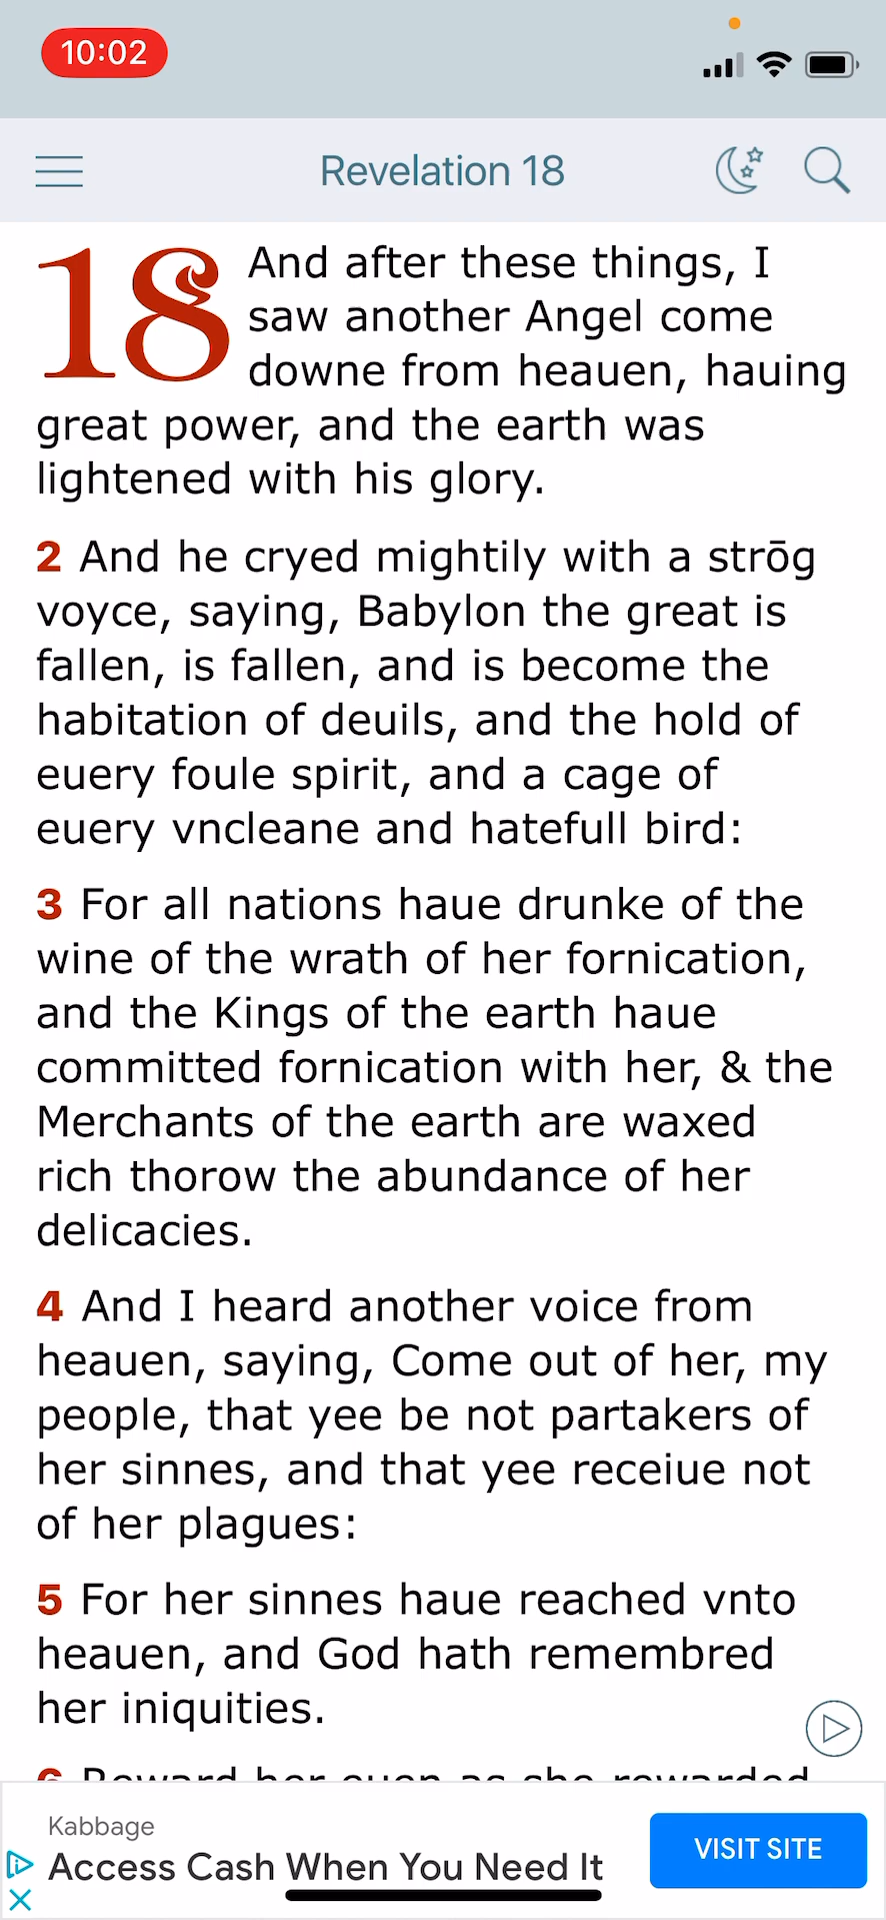 10:02
Revelation 18
18 And after these things, I
saw another Angel come
downe from heauen, hauing
great power, and the earth was
lightened with his glory.
2 And he cryed mightily with a strōg
voyce, saying, Babylon the great is
fallen, is fallen, and is become the
habitation of deuils, and the hold of
euery foule spirit, and a cage of
euery vncleane and hatefull bird:
3 For all nations haue drunke of the
wine of the wrath of her fornication,
and the Kings of the earth haue
committed fornication with her, & the
Merchants of the earth are waxed
rich thorow the abundance of her
delicacies.
4 And I heard another voice from
heauen, saying, Come out of her, my
people, that yee be not partakers of
her sinnes, and that yee receiue not
of her plagues:
5 For her sinnes haue reached vnto
heauen, and God hath remembred
her iniquities.
6 Reward her euen as she rewarded
Kabbage
Access Cash When You Need It
VISIT SITE